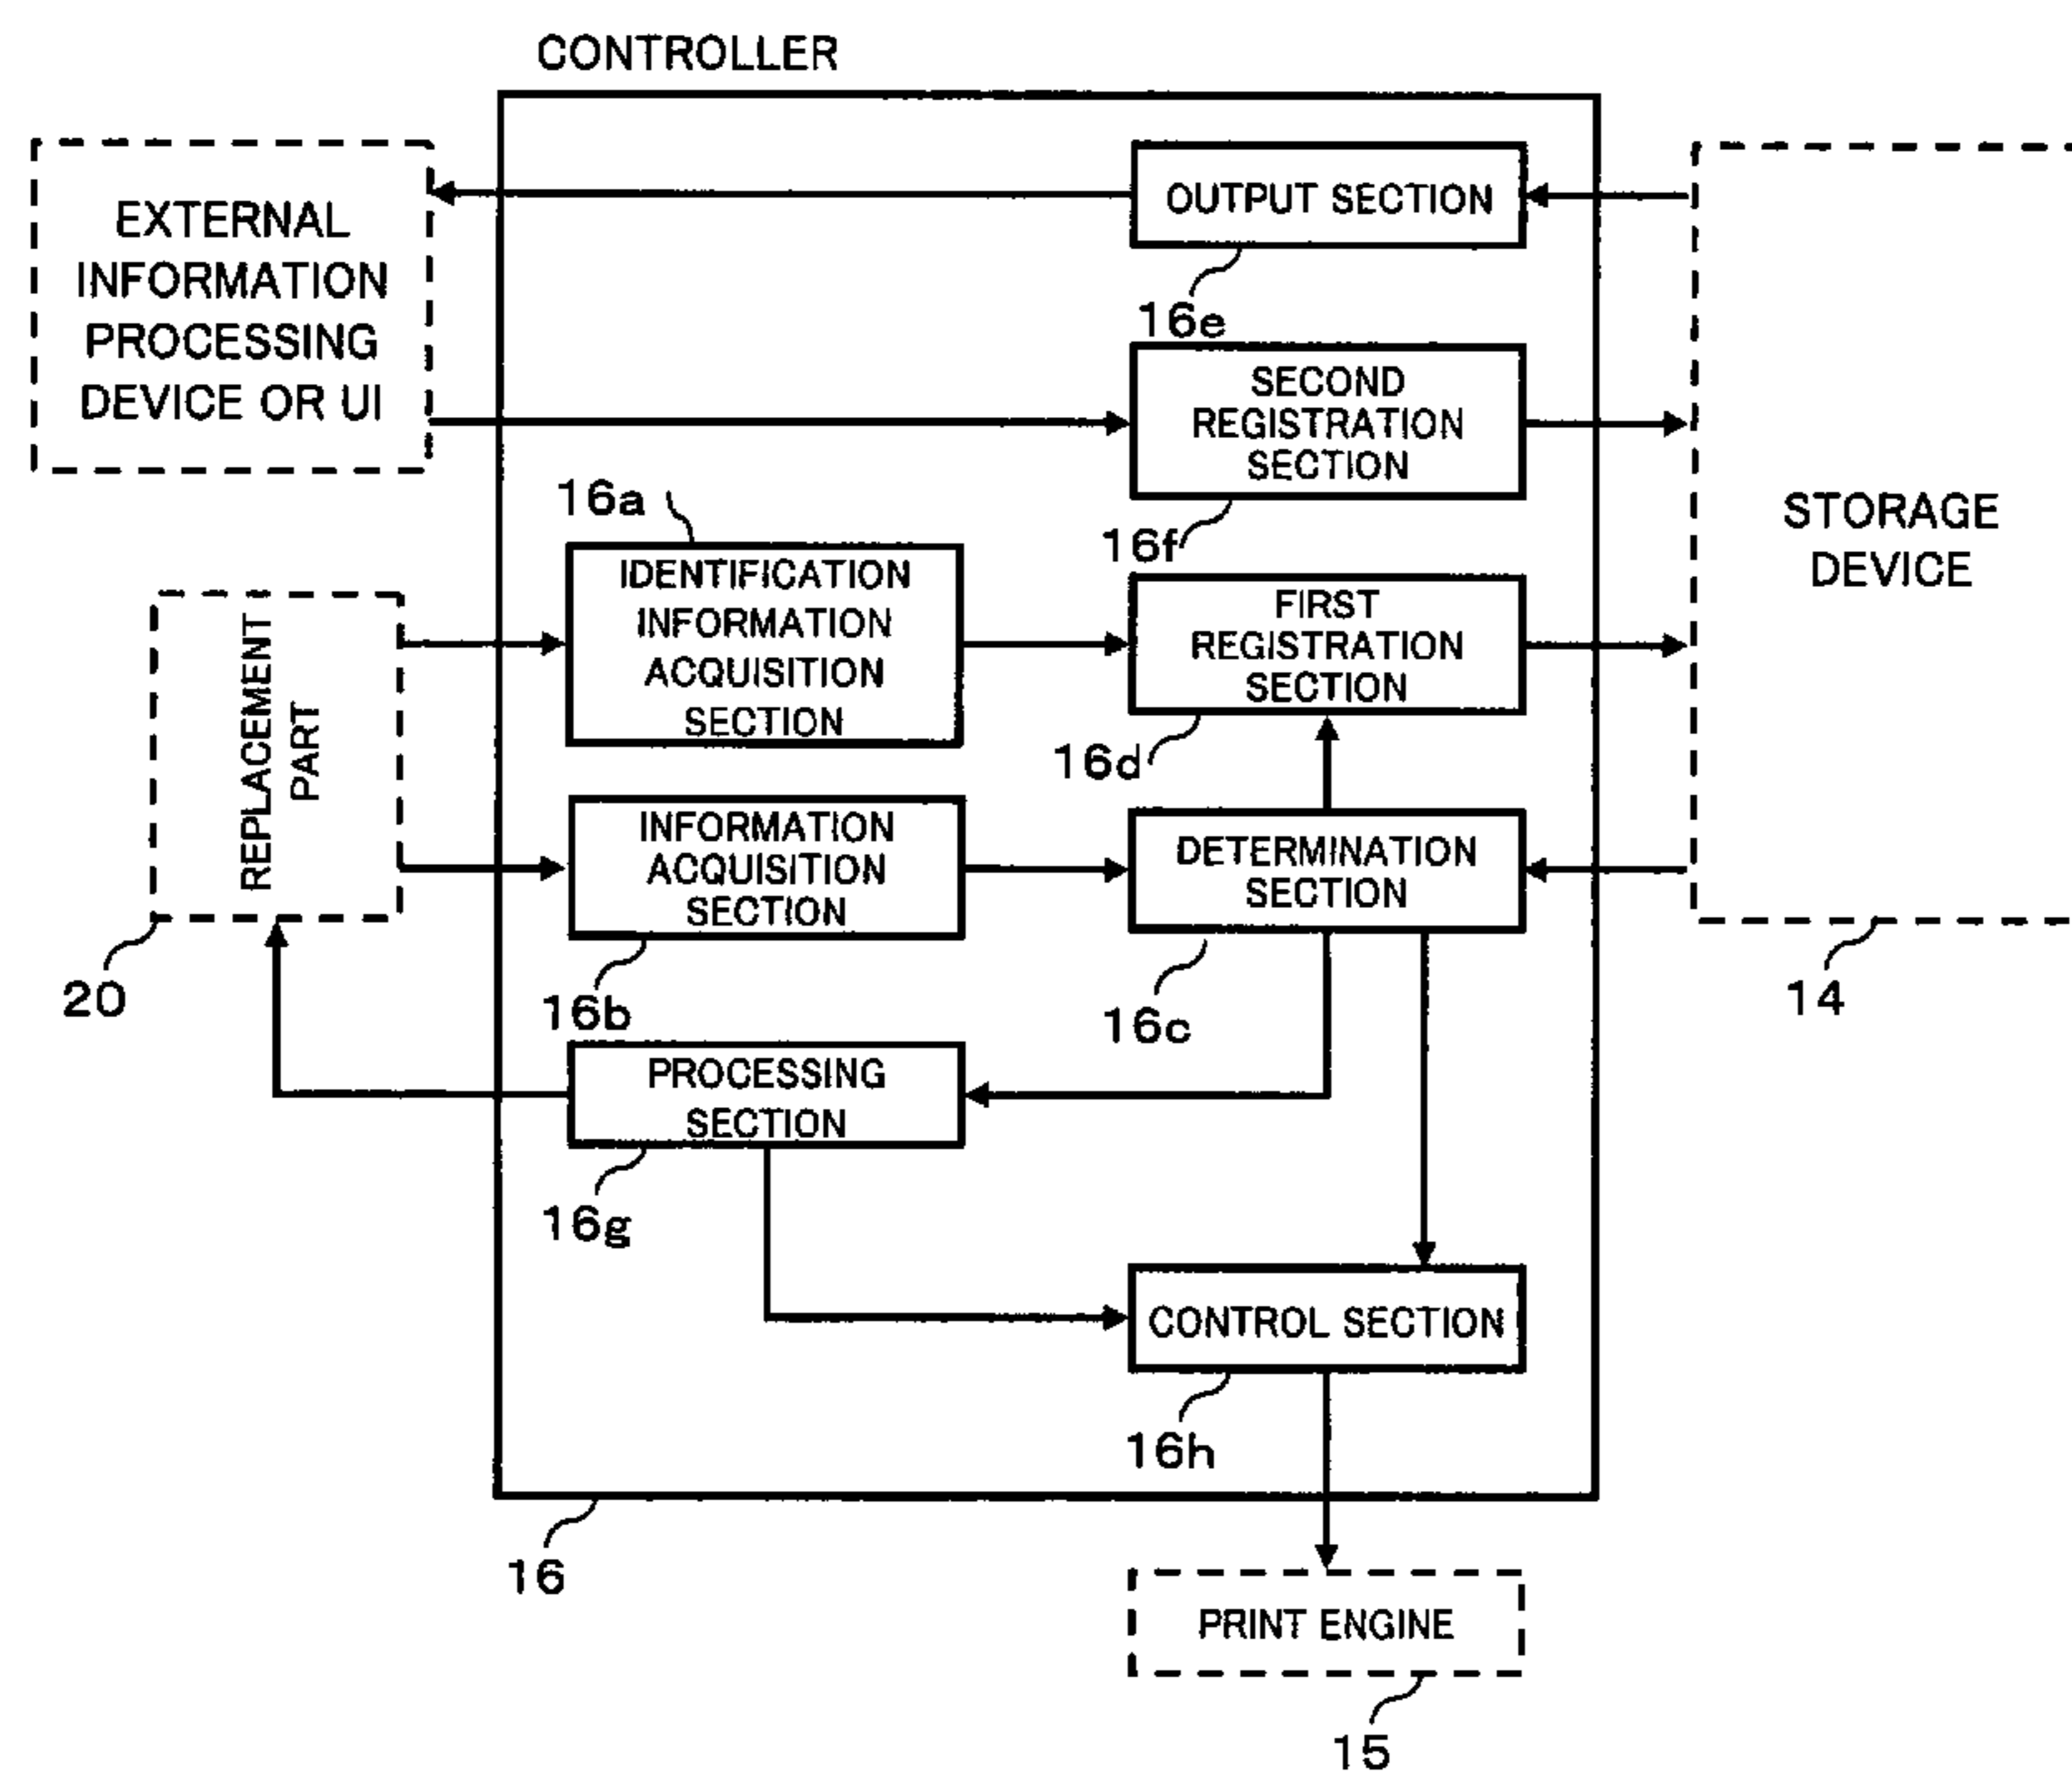 CONTROLLER
EXTERNAL
INFORMATION
PROCESSING
DEVICE OR UI
OUTPUT SECTION
16e
SECOND
REGISTRATION
SECTION
16f
STORAGE
DEVICE
14
16a
IDENTIFICATION
INFORMATION
ACQUISITION
SECTION
FIRST
REGISTRATION
SECTION
16d
REPLACEMENT
PART
20
INFORMATION
ACQUISITION
SECTION
16b
DETERMINATION
SECTION
16c
PROCESSING
SECTION
16g
CONTROL SECTION
16h
16
PRINT ENGINE
15